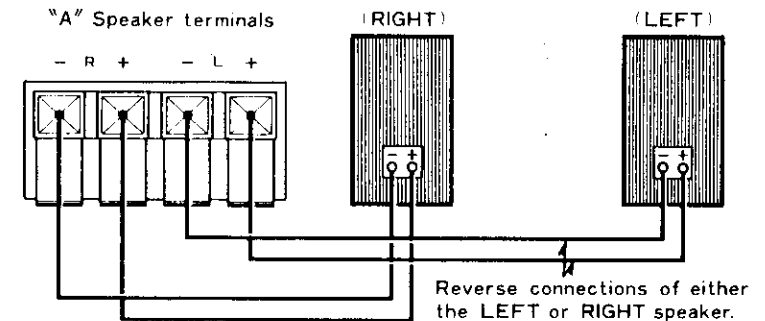 "A" Speaker terminals
(RIGHT)
(LEFT)
− R + − L +
− +
− +
Reverse connections of either
the LEFT or RIGHT speaker.